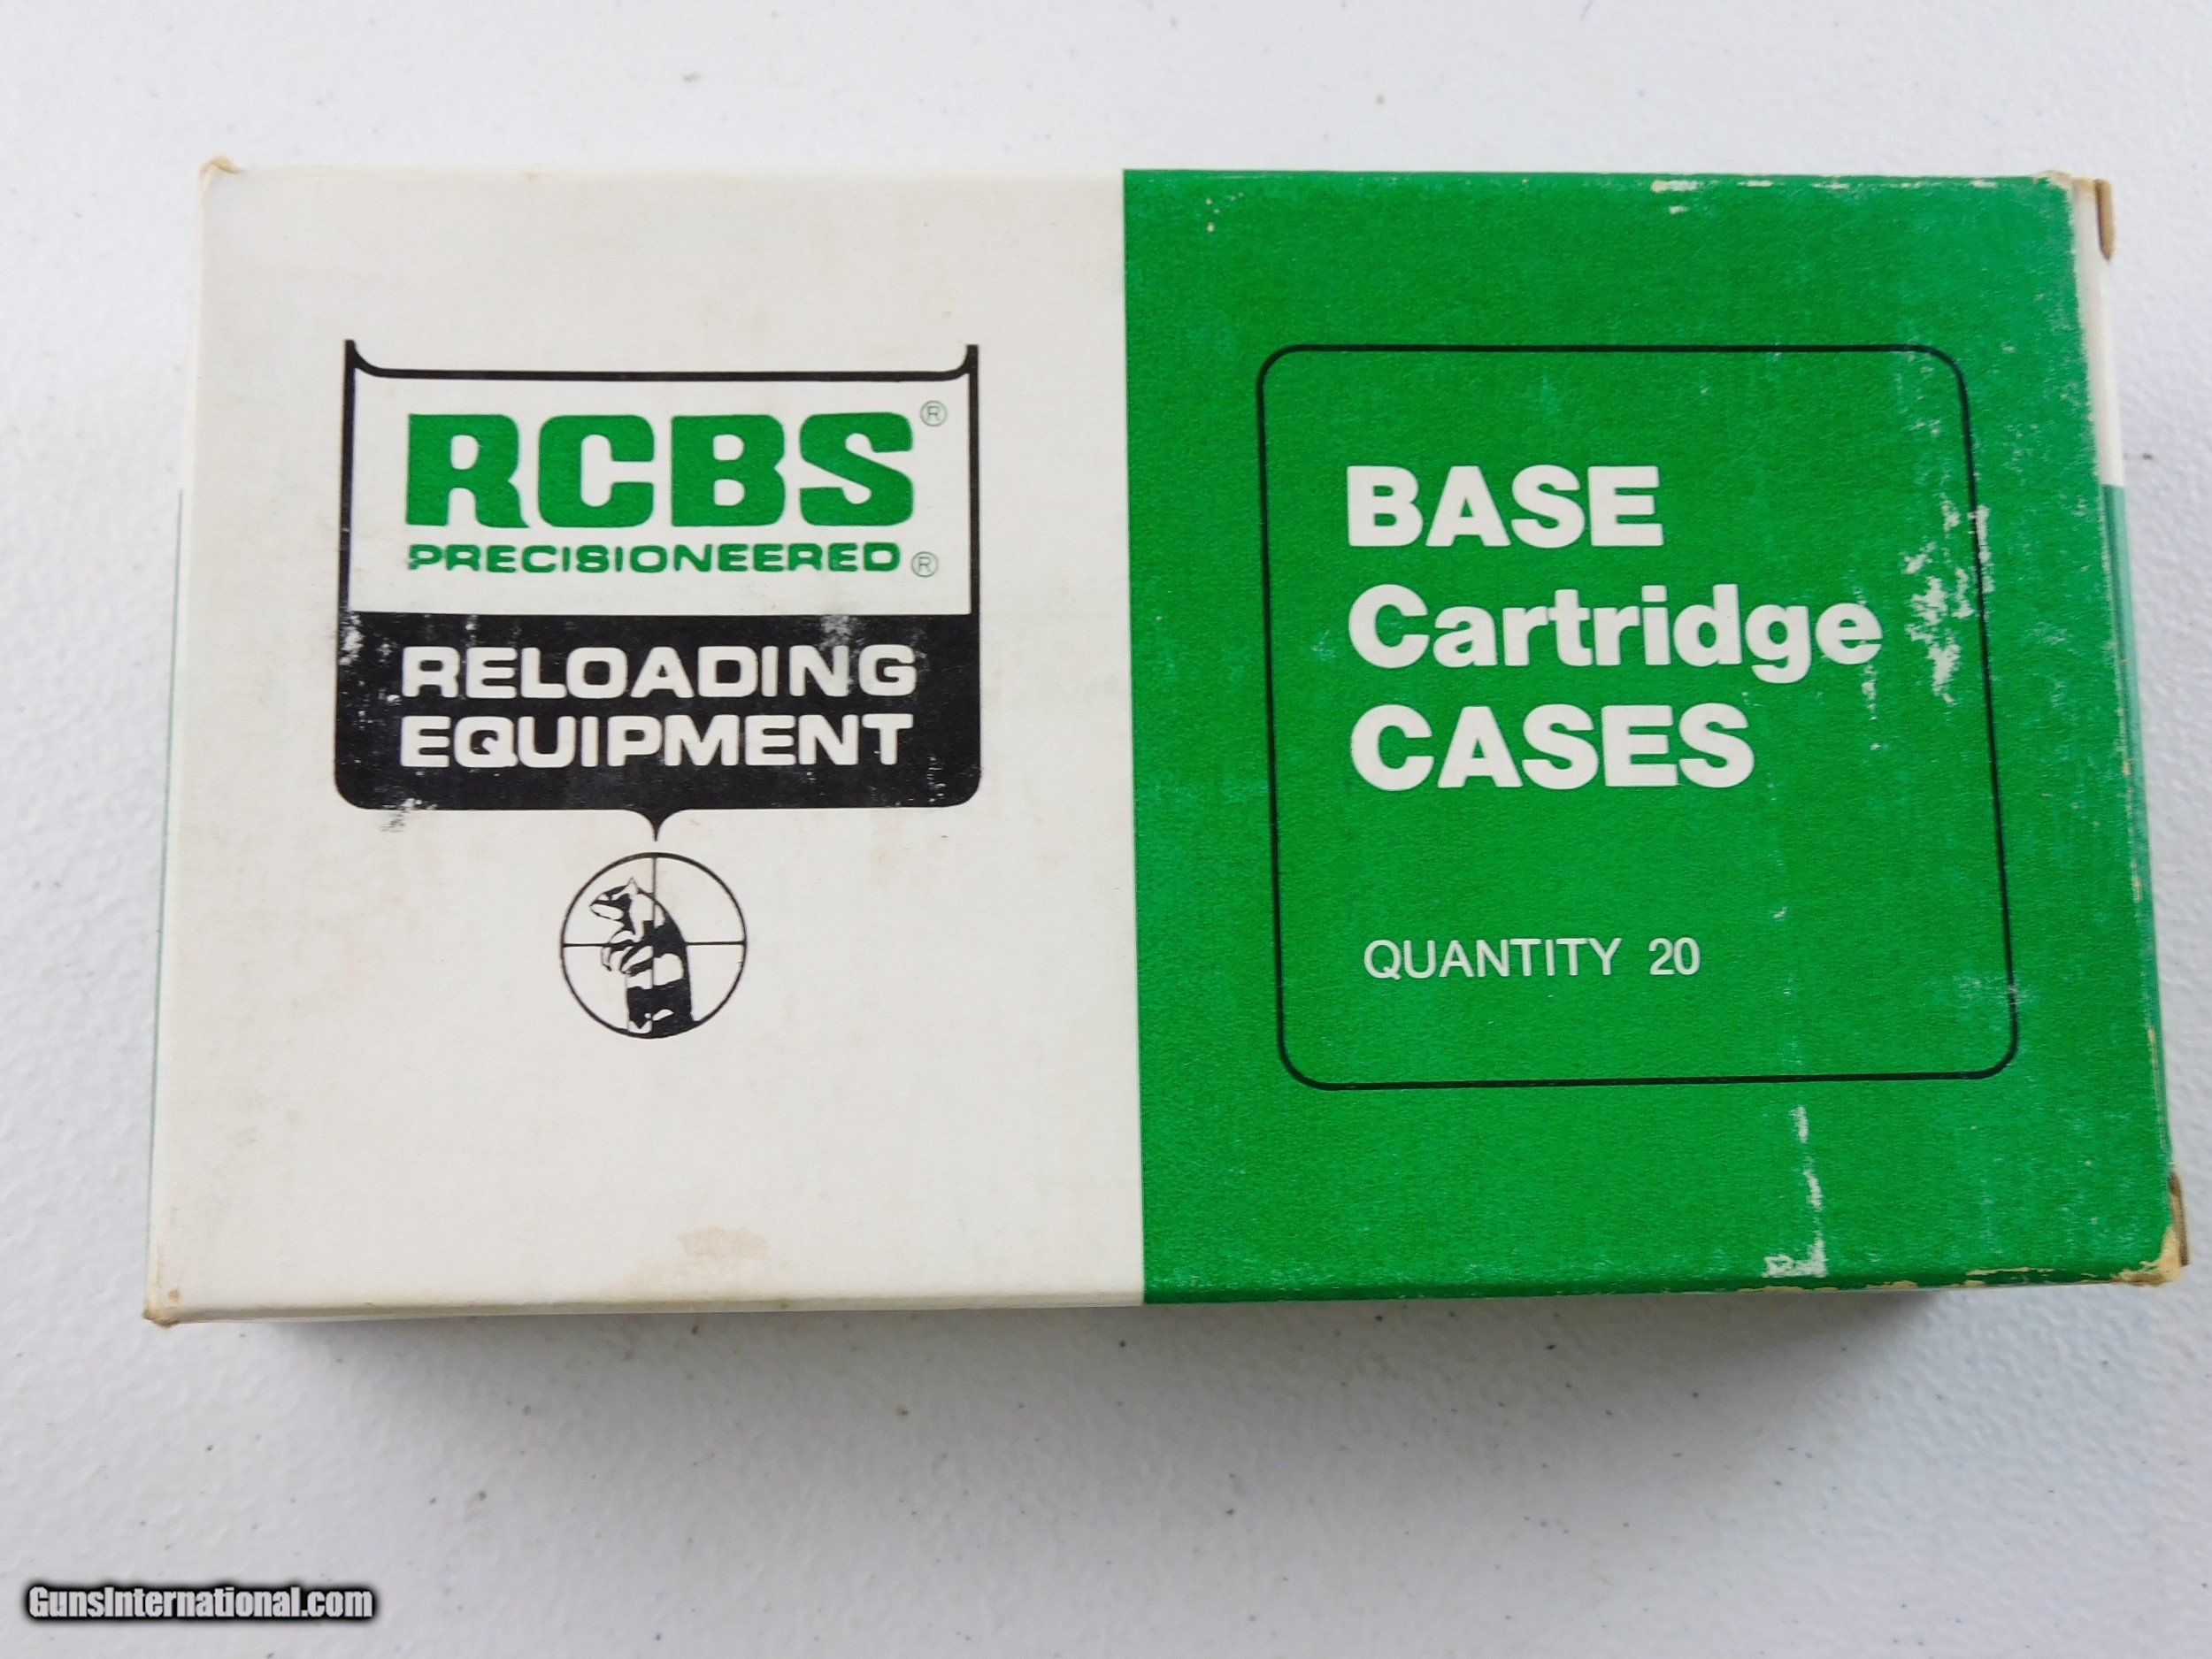 RCBS®
PRECISIONEERED®
RELOADING
EQUIPMENT
BASE
Cartridge
CASES
QUANTITY 20
GunsInternational.com